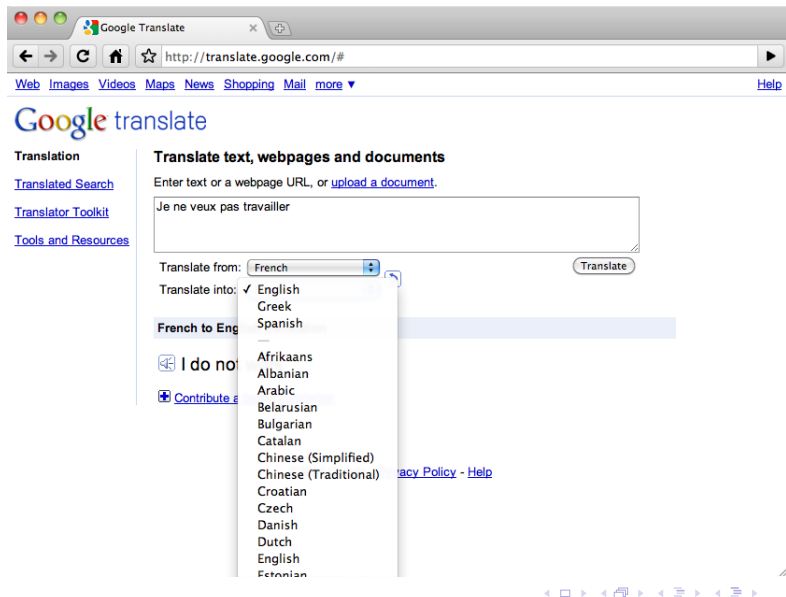 Google Translate
http://translate.google.com/#
Web Images Videos Maps News Shopping Mail more ▼ Help
Google translate
Translation
Translated Search
Translator Toolkit
Tools and Resources
Translate text, webpages and documents
Enter text or a webpage URL, or upload a document.
Je ne veux pas travailler
Translate from: French
Translate
Translate into: ✓ English
Greek
Spanish
—
Afrikaans
Albanian
Arabic
Belarusian
Bulgarian
Catalan
Chinese (Simplified)
Chinese (Traditional)
Croatian
Czech
Danish
Dutch
English
Estonian
French to
I do
Contribute
Policy - Help